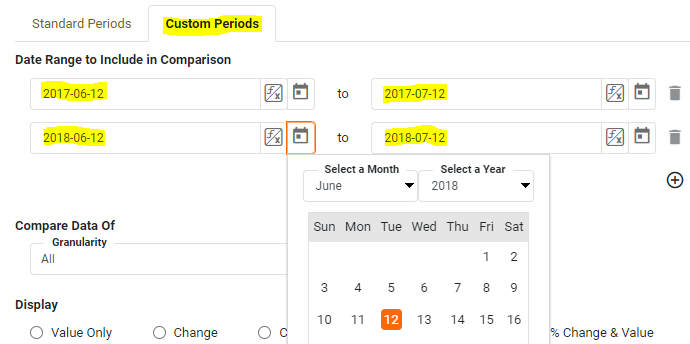 Standard Periods Custom Periods
Date Range to Include in Comparison
2017-06-12 f/x to 2017-07-12 f/x
2018-06-12 f/x to 2018-07-12 f/x
Select a Month Select a Year
June 2018
Compare Data Of
Granularity
All
Sun Mon Tue Wed Thu Fri Sat
1 2
3 4 5 6 7 8 9
10 11 12 13 14 15 16
Display
Value Only Change C % Change & Value